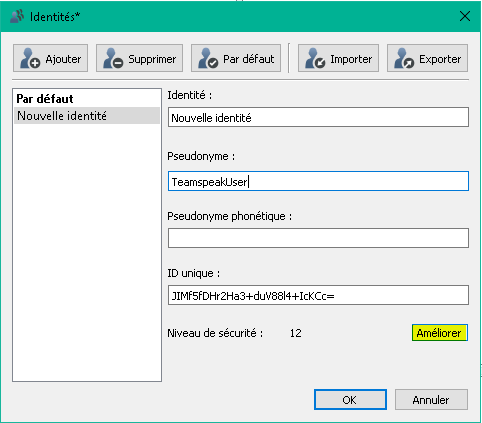 Identités*
Ajouter Supprimer Par défaut Importer Exporter
Par défaut
Nouvelle identité
Identité :
Nouvelle identité
Pseudonyme :
TeamspeakUser
Pseudonyme phonétique :
ID unique :
JIMf5fDHr2Ha3+duV88l4+IcKCc=
Niveau de sécurité : 12 Améliorer
OK Annuler